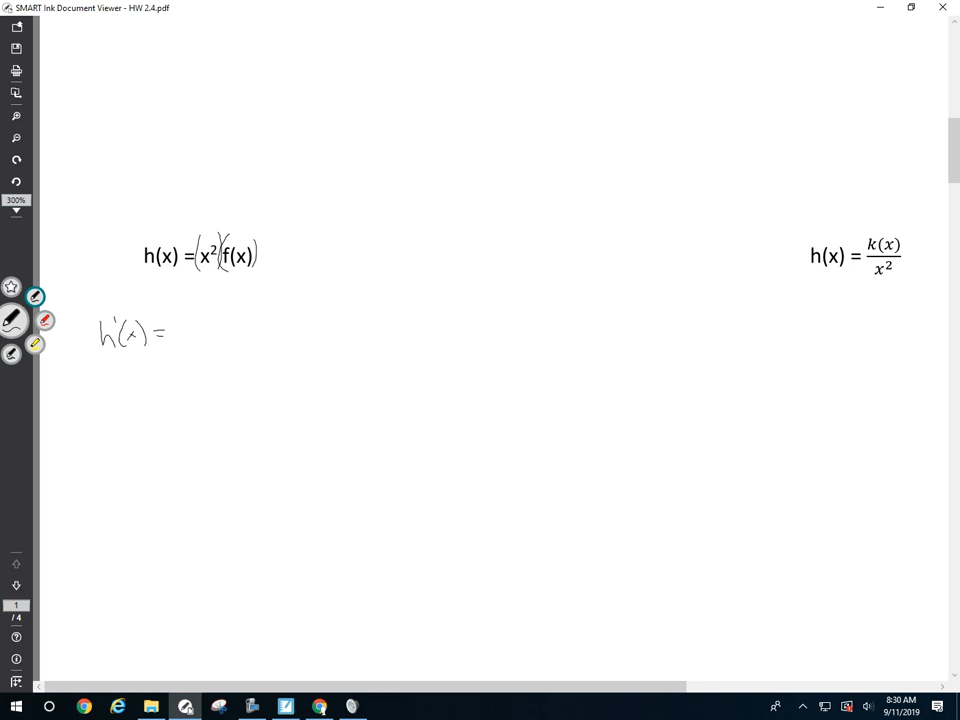 SMART Ink Document Viewer - HW 2.4.pdf
300%
h(x) = (x²)(f(x))
h(x) = k(x)/x²
h'(x) =
1
/ 4
8:30 AM
9/11/2019